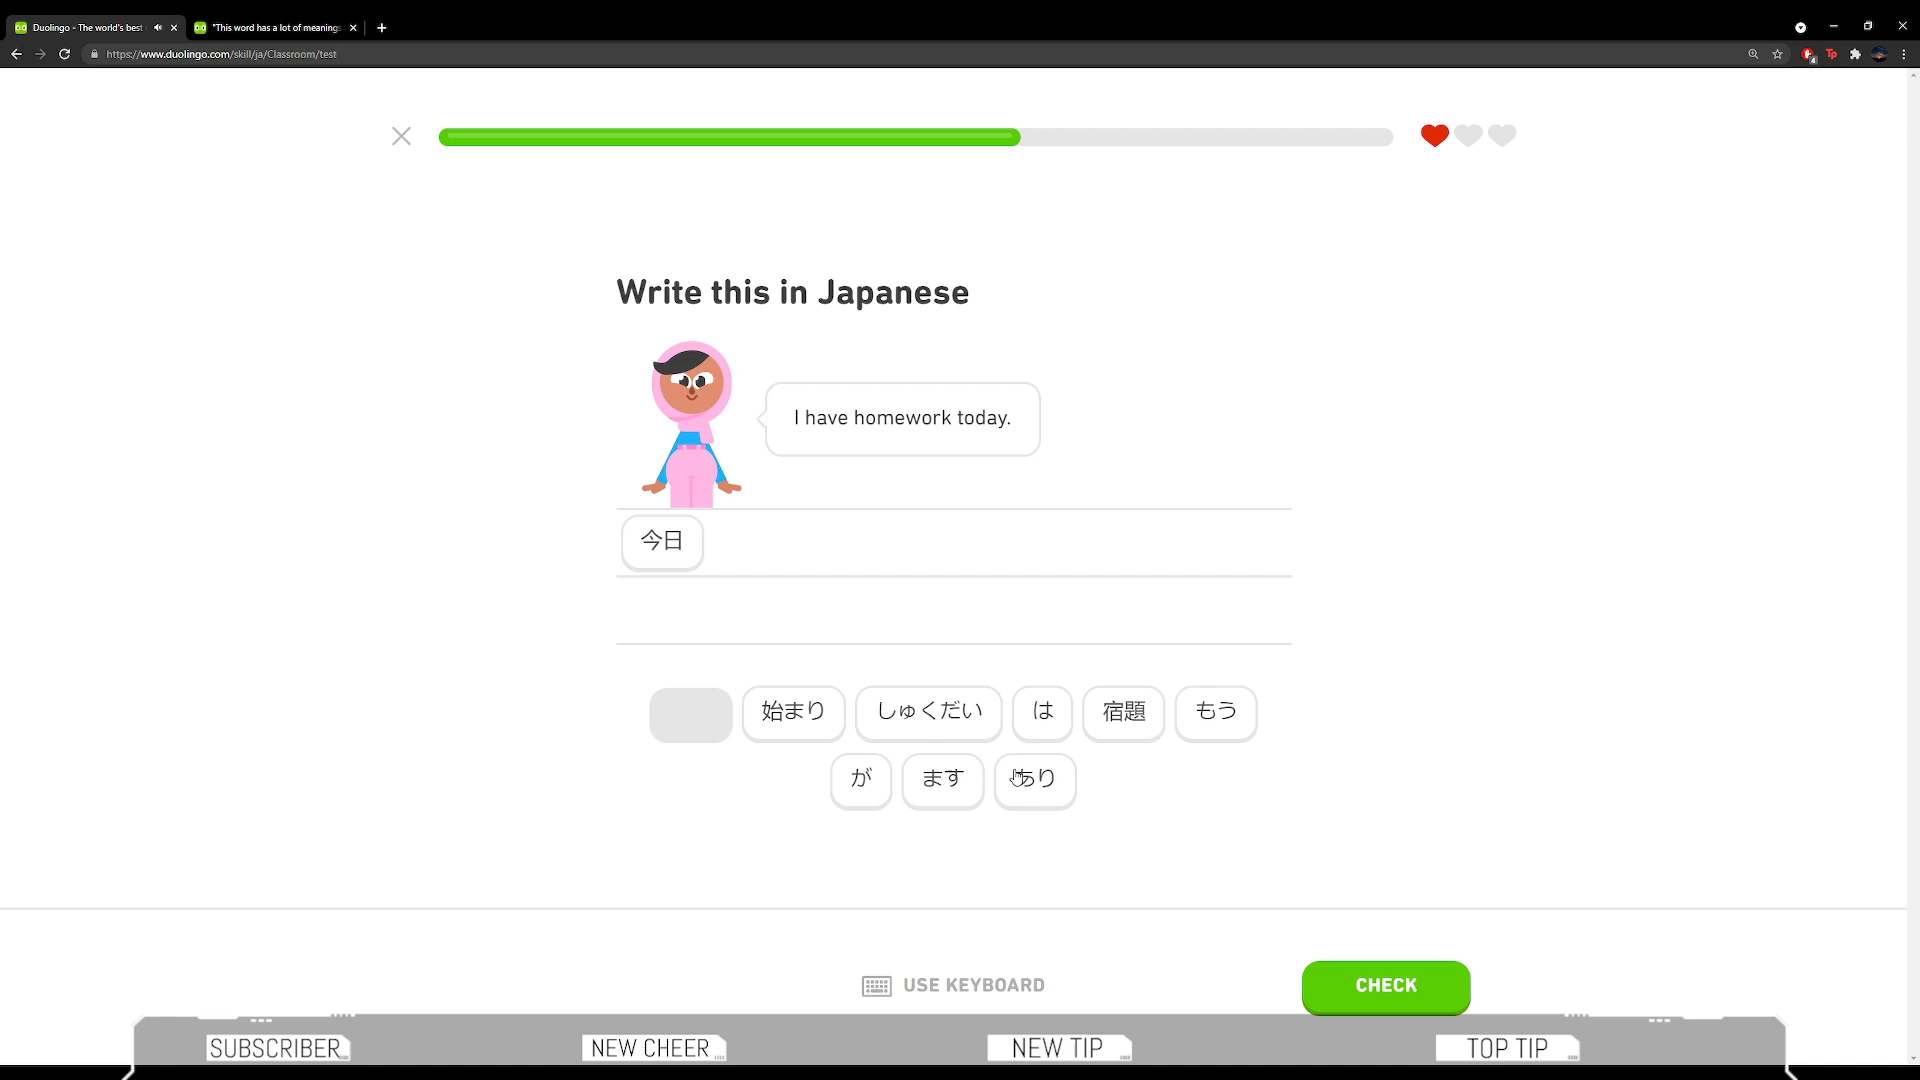 Duolingo - The world's best
"This word has a lot of meanings
https://www.duolingo.com/skill/ja/Classroom/test
Write this in Japanese
I have homework today.
今日
始まり しゅくだい は 宿題 もう
が ます あり
USE KEYBOARD
CHECK
SUBSCRIBER NEW CHEER NEW TIP TOP TIP